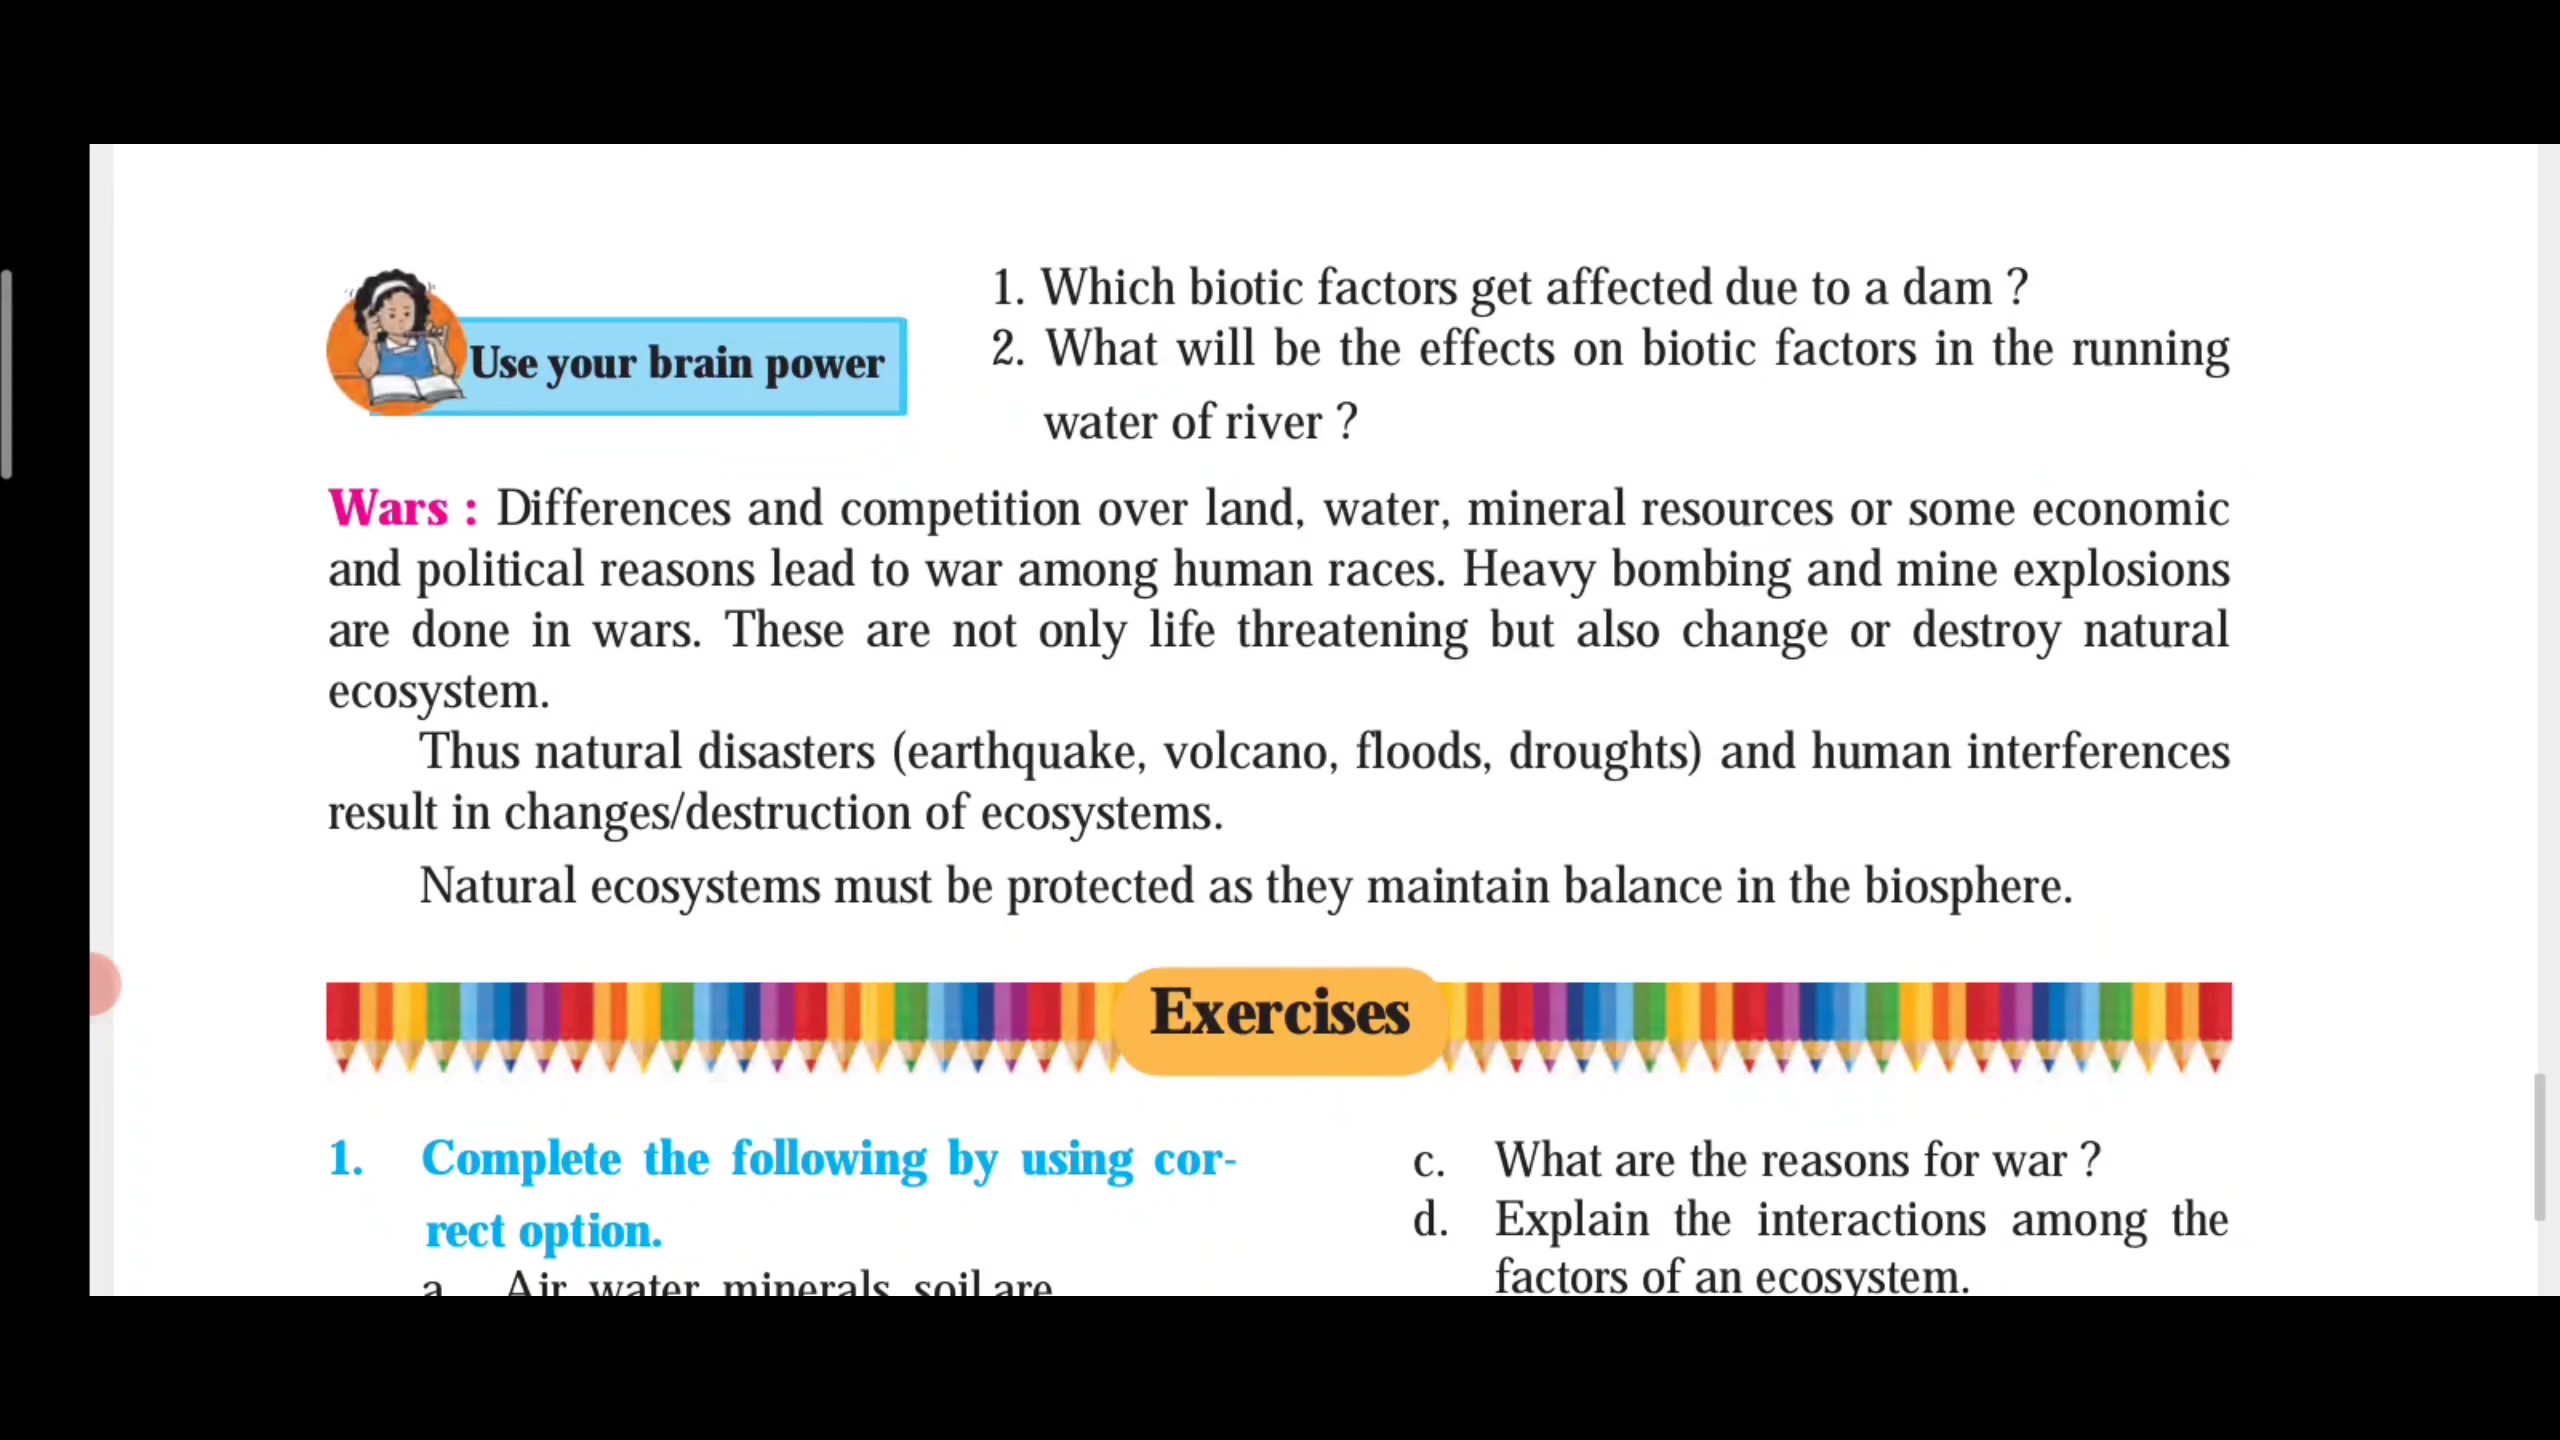 Use your brain power
1. Which biotic factors get affected due to a dam ?
2. What will be the effects on biotic factors in the running
water of river ?
Wars : Differences and competition over land, water, mineral resources or some economic
and political reasons lead to war among human races. Heavy bombing and mine explosions
are done in wars. These are not only life threatening but also change or destroy natural
ecosystem.
Thus natural disasters (earthquake, volcano, floods, droughts) and human interferences
result in changes/destruction of ecosystems.
Natural ecosystems must be protected as they maintain balance in the biosphere.
Exercises
1. Complete the following by using cor-
rect option.
a. Air, water, minerals, soil are
c. What are the reasons for war ?
d. Explain the interactions among the
factors of an ecosystem.